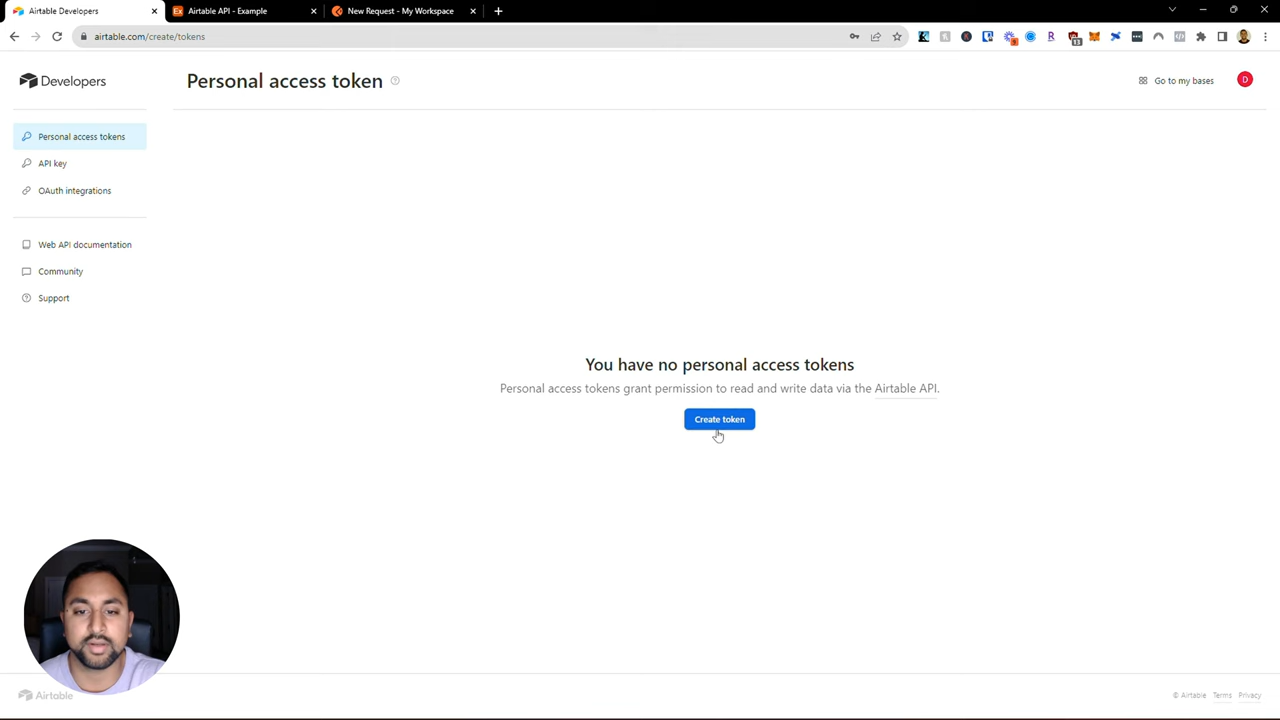 Airtable Developers
Airtable API - Example
New Request - My Workspace
airtable.com/create/tokens
Developers
Personal access token
Go to my bases
D
Personal access tokens
API key
OAuth integrations
Web API documentation
Community
Support
You have no personal access tokens
Personal access tokens grant permission to read and write data via the Airtable API.
Create token
Airtable
© Airtable Terms Privacy